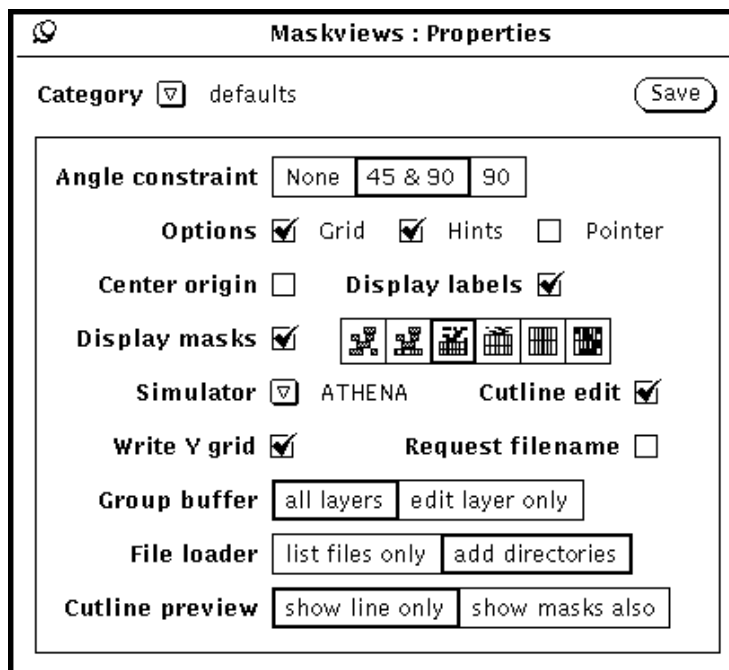 Maskviews : Properties
Category defaults Save
Angle constraint None 45 & 90 90
Options Grid Hints Pointer
Center origin Display labels
Display masks
Simulator ATHENA Cutline edit
Write Y grid Request filename
Group buffer all layers edit layer only
File loader list files only add directories
Cutline preview show line only show masks also